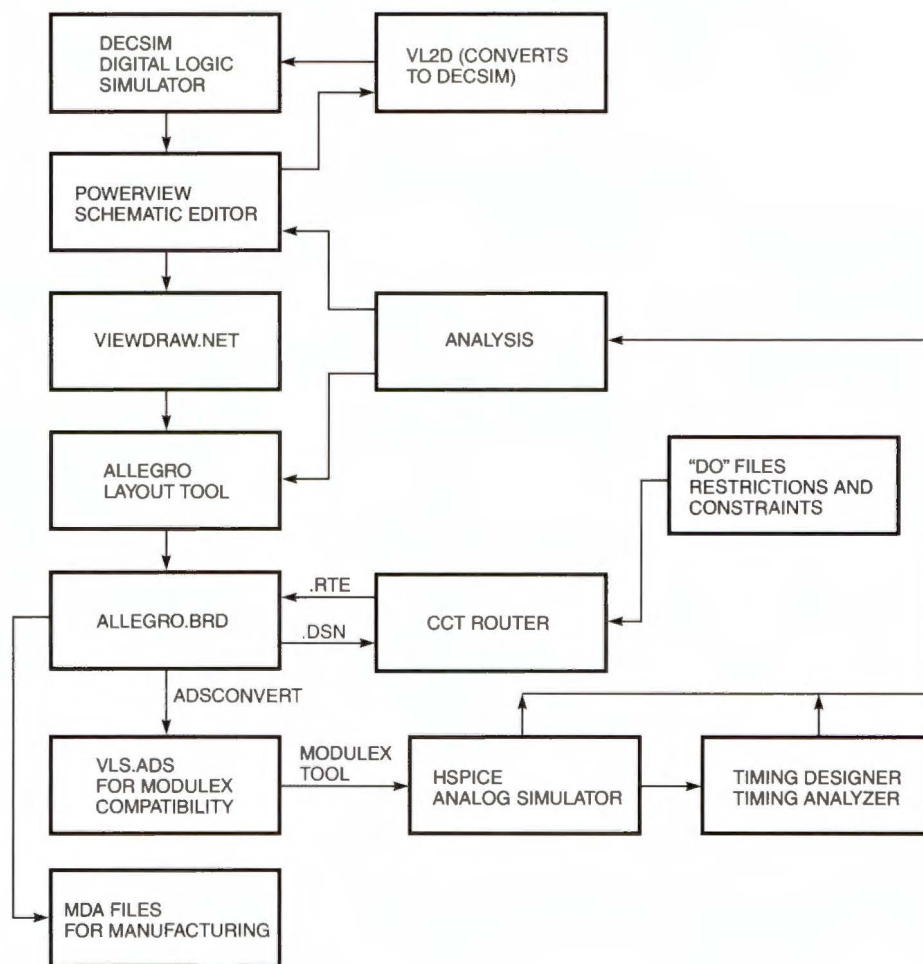 DECSIM
DIGITAL LOGIC
SIMULATOR
VL2D (CONVERTS
TO DECSIM)
POWERVIEW
SCHEMATIC EDITOR
VIEWDRAW.NET
ANALYSIS
ALLEGRO
LAYOUT TOOL
"DO" FILES
RESTRICTIONS AND
CONSTRAINTS
ALLEGRO.BRD
.RTE
.DSN
CCT ROUTER
ADSCONVERT
VLS.ADS
FOR MODULEX
COMPATIBILITY
MODULEX
TOOL
HSPICE
ANALOG SIMULATOR
TIMING DESIGNER
TIMING ANALYZER
MDA FILES
FOR MANUFACTURING